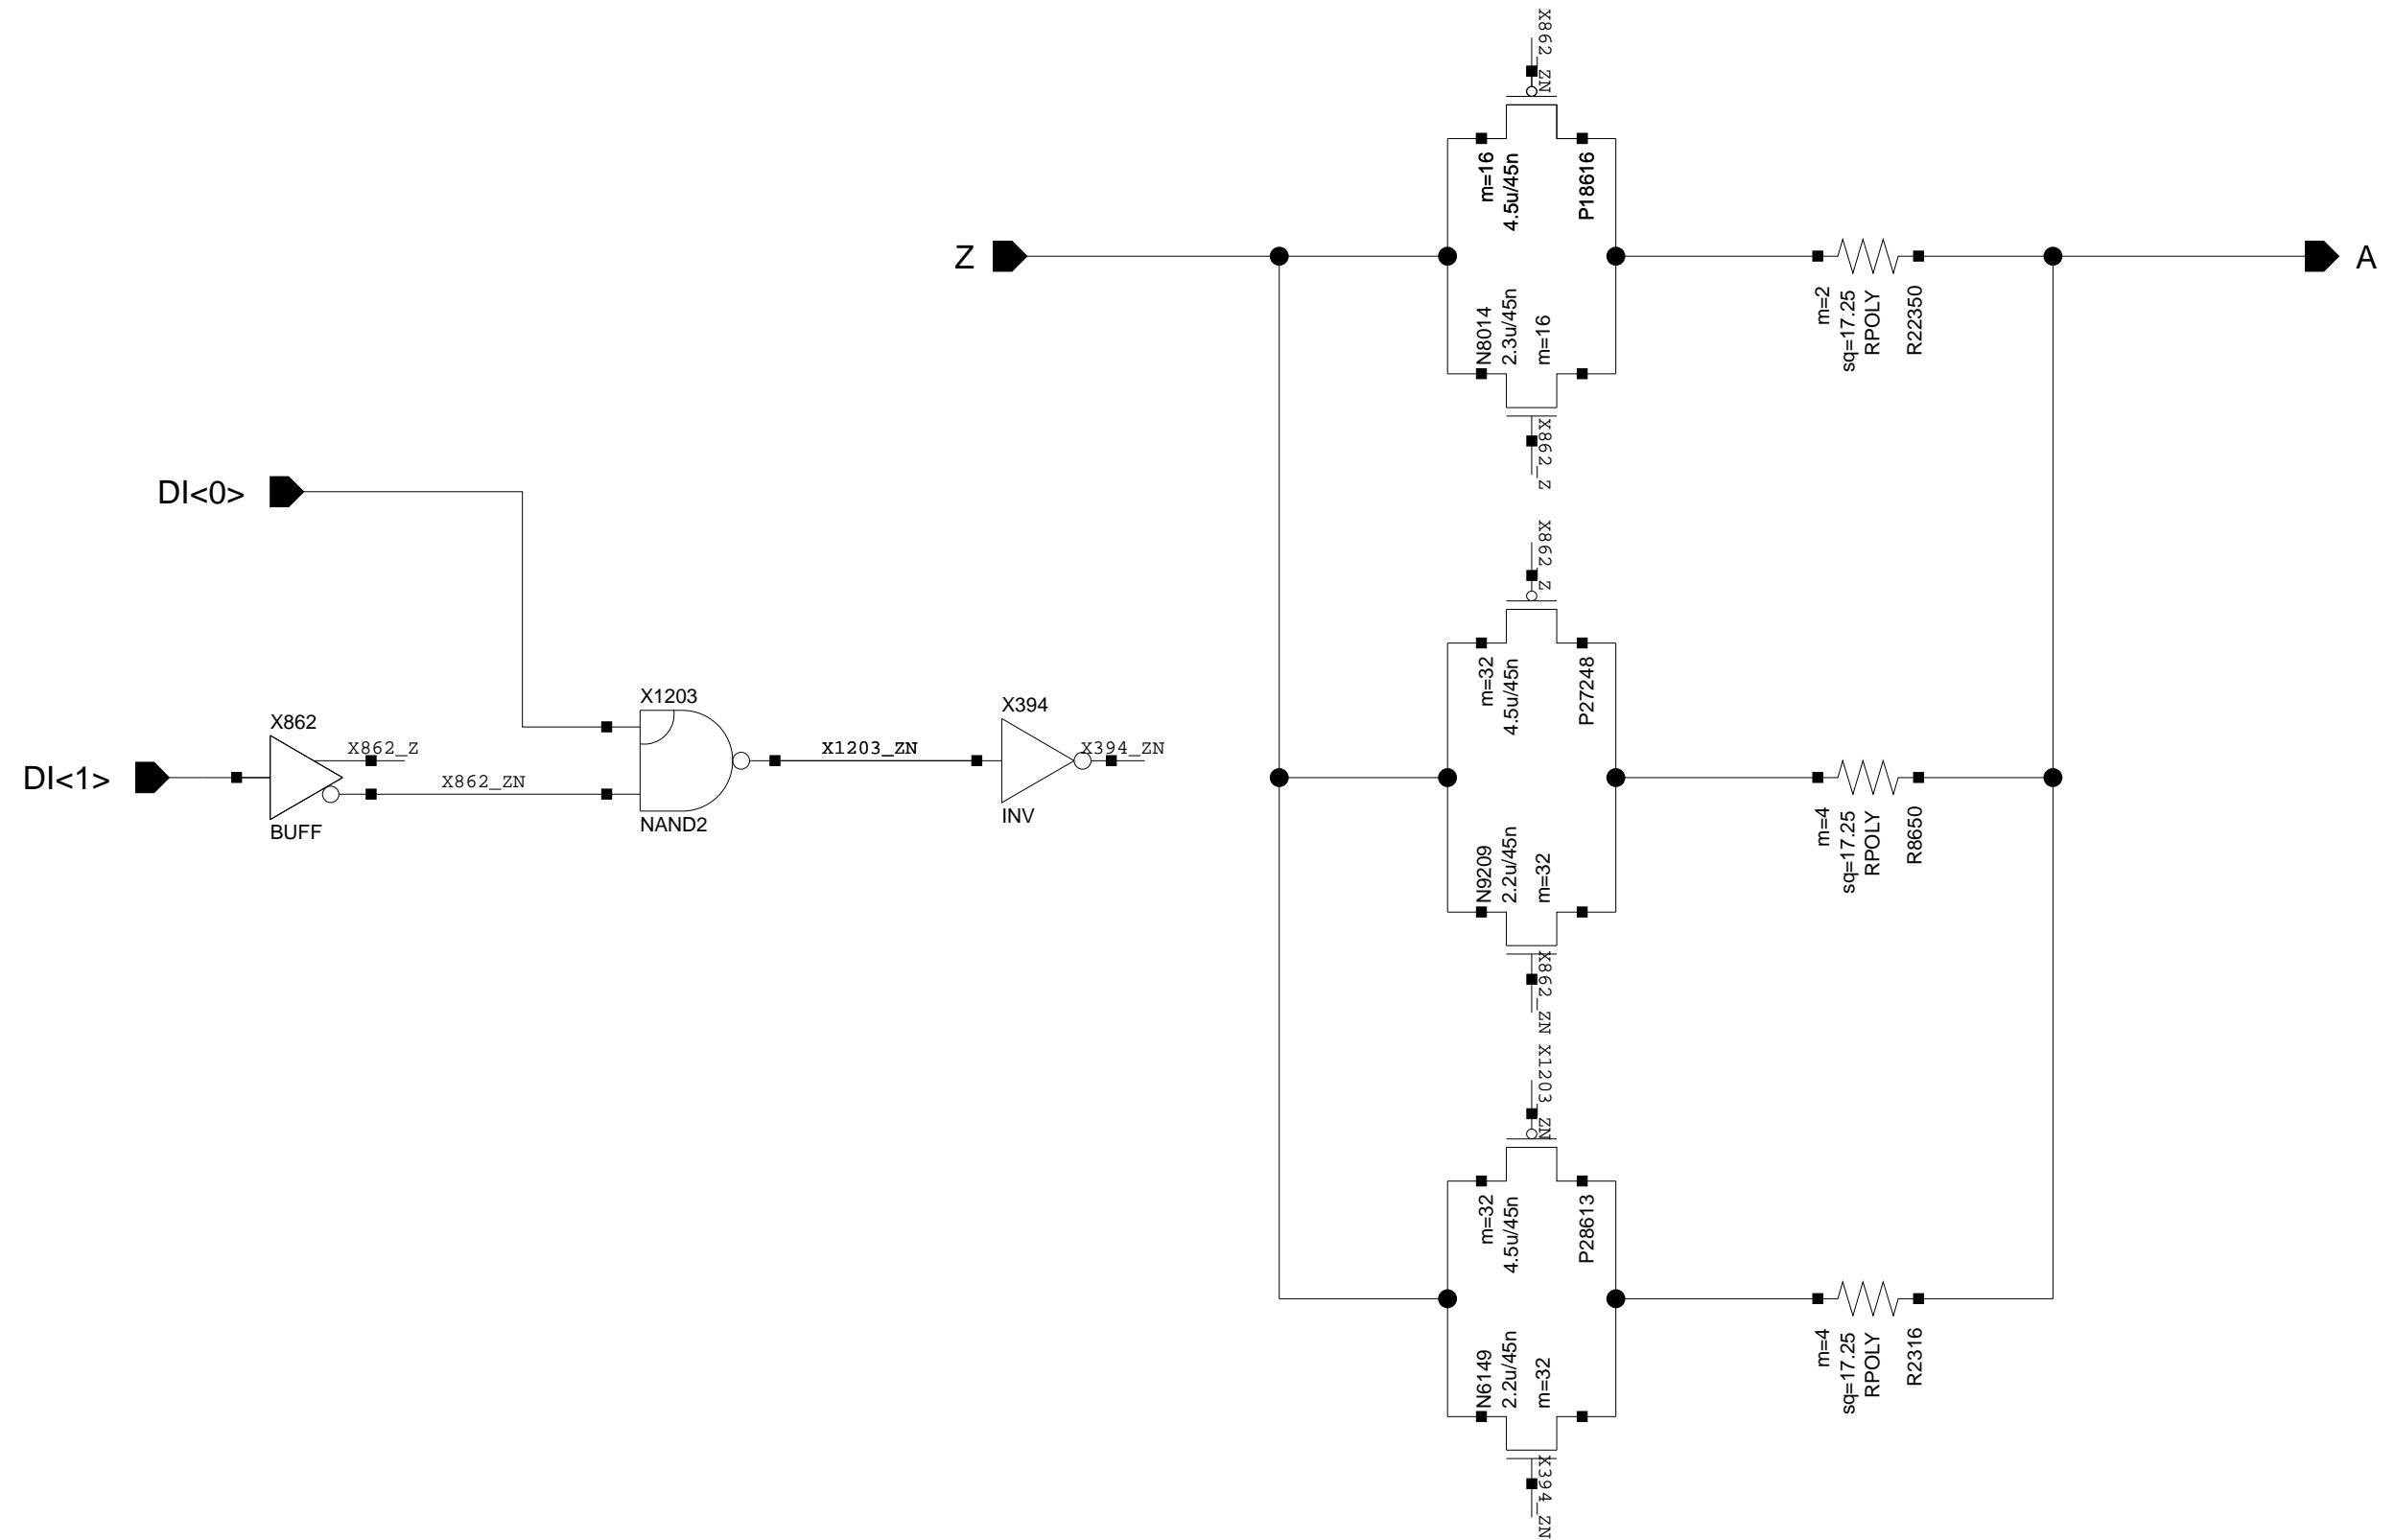 X862_ZN
m=16
4.5u/45n
P18616
Z
A
N8014
2.3u/45n
m=16
m=2
sq=17.25
RPOLY
R22350
X862_Z
DI<0>
X862_Z
m=32
4.5u/45n
P27248
X1203
NAND2
X394
INV
X862
BUFF
X862_Z
X862_ZN
X1203_ZN
X394_ZN
DI<1>
N9209
2.2u/45n
m=32
m=4
sq=17.25
RPOLY
R8650
X862_ZN
X1203_ZN
m=32
4.5u/45n
P28613
N6149
2.2u/45n
m=32
m=4
sq=17.25
RPOLY
R2316
X394_ZN